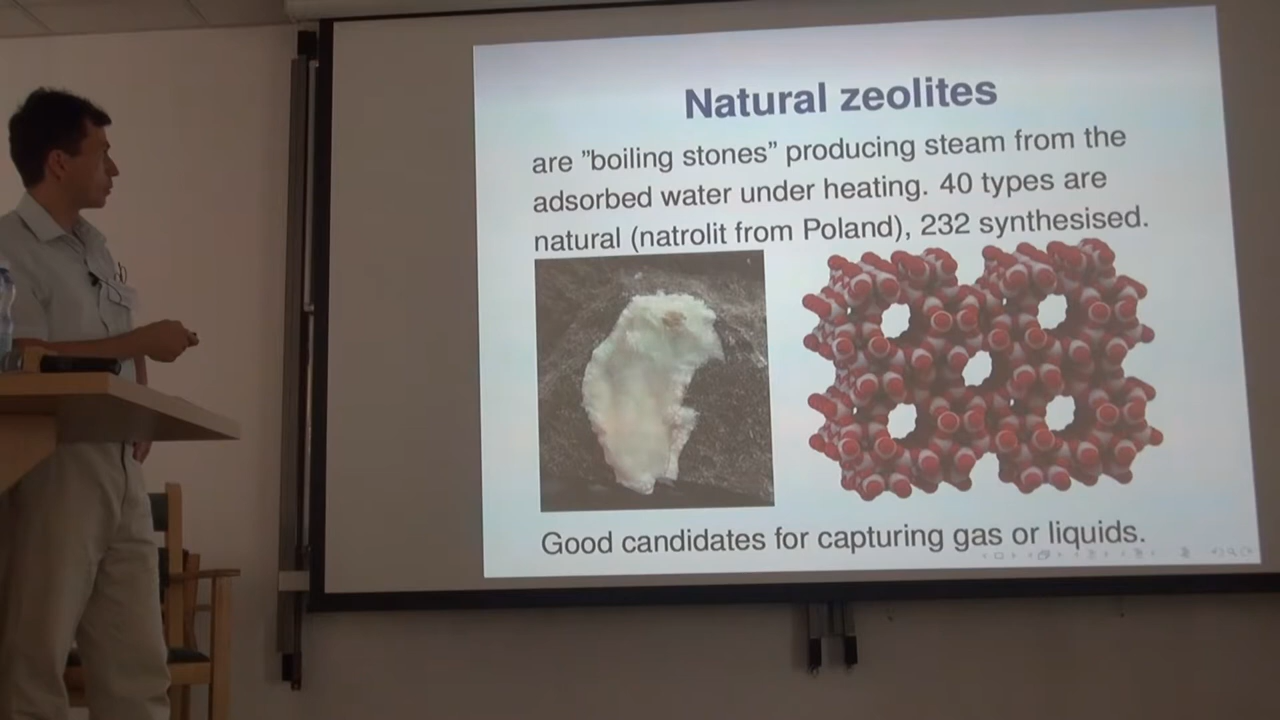 Natural zeolites
are ”boiling stones” producing steam from the
adsorbed water under heating. 40 types are
natural (natrolit from Poland), 232 synthesised.
Good candidates for capturing gas or liquids.